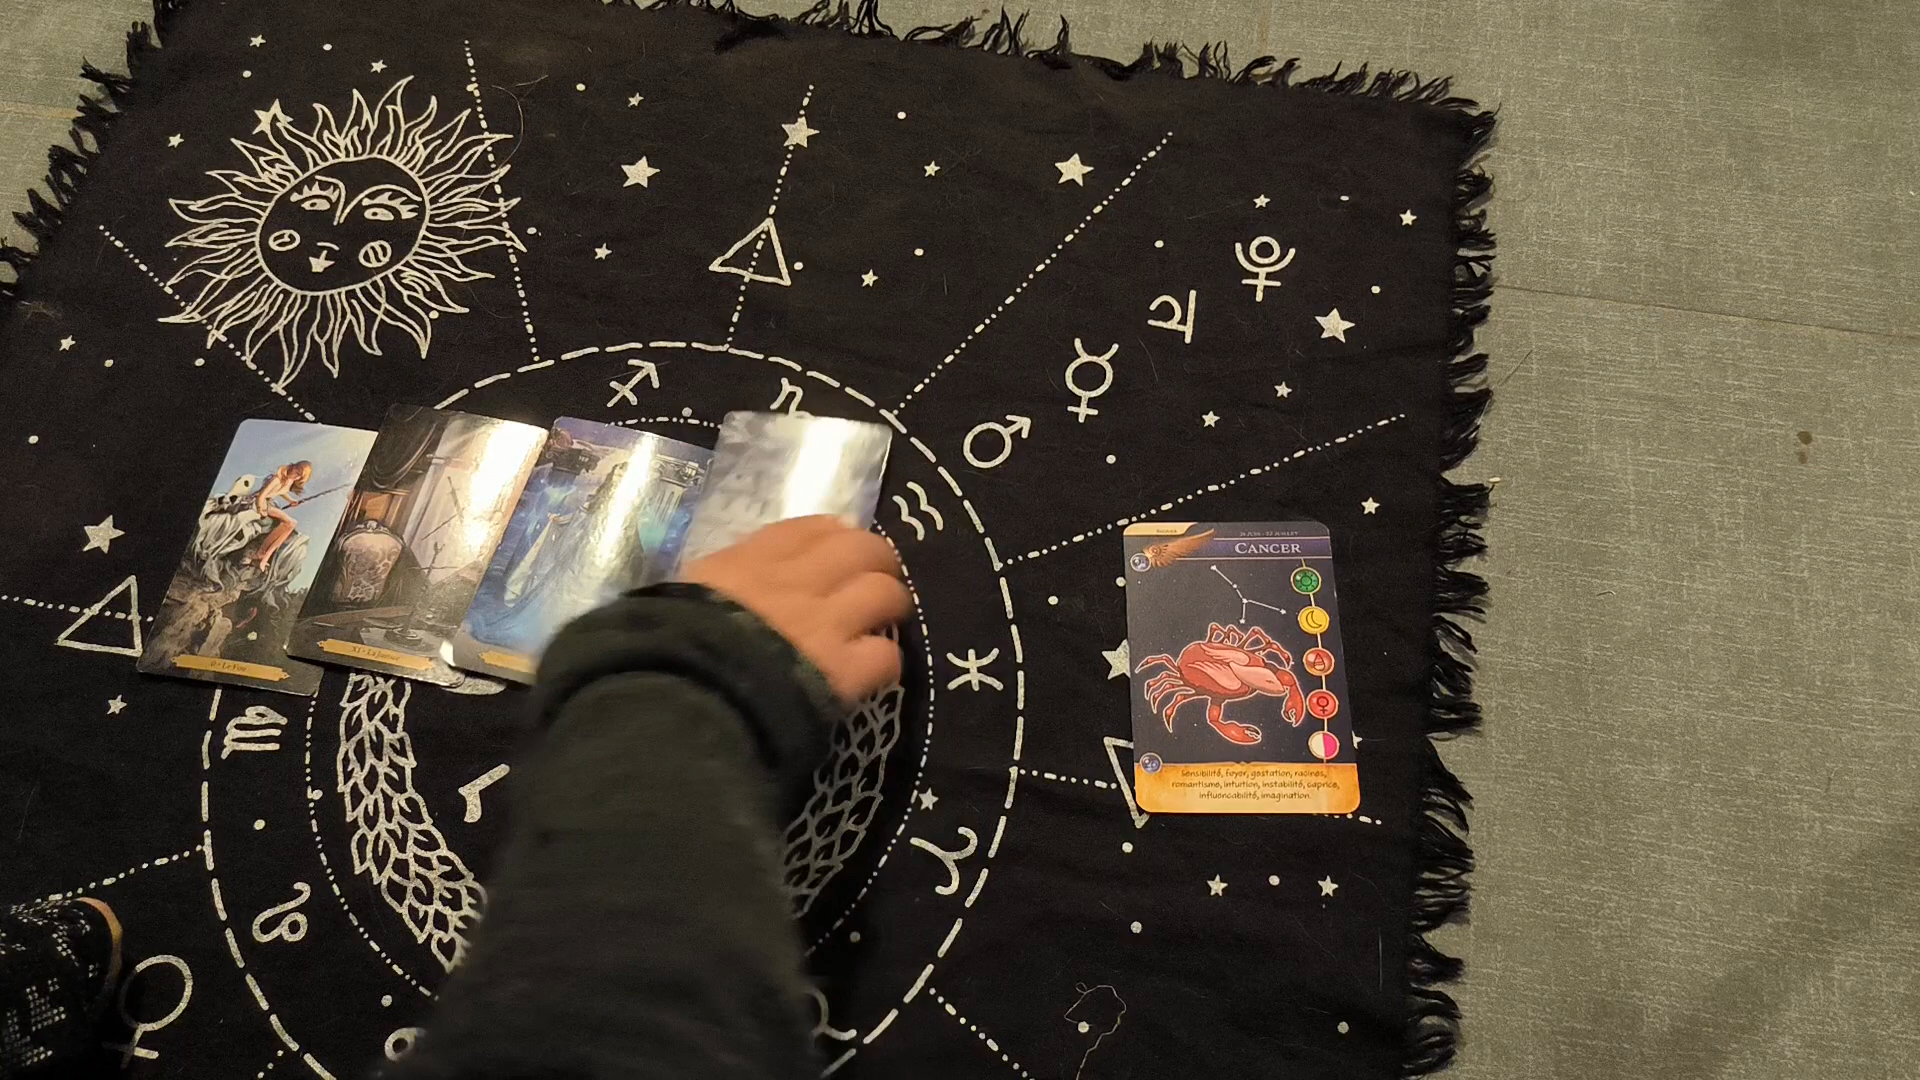 0 • Le Fou
XI • La Justice
21 JUIN - 22 JUILLET
CANCER
Sensibilité, foyer, gestation, racines,
romantisme, intuition, instabilité, caprice,
influençabilité, imagination.